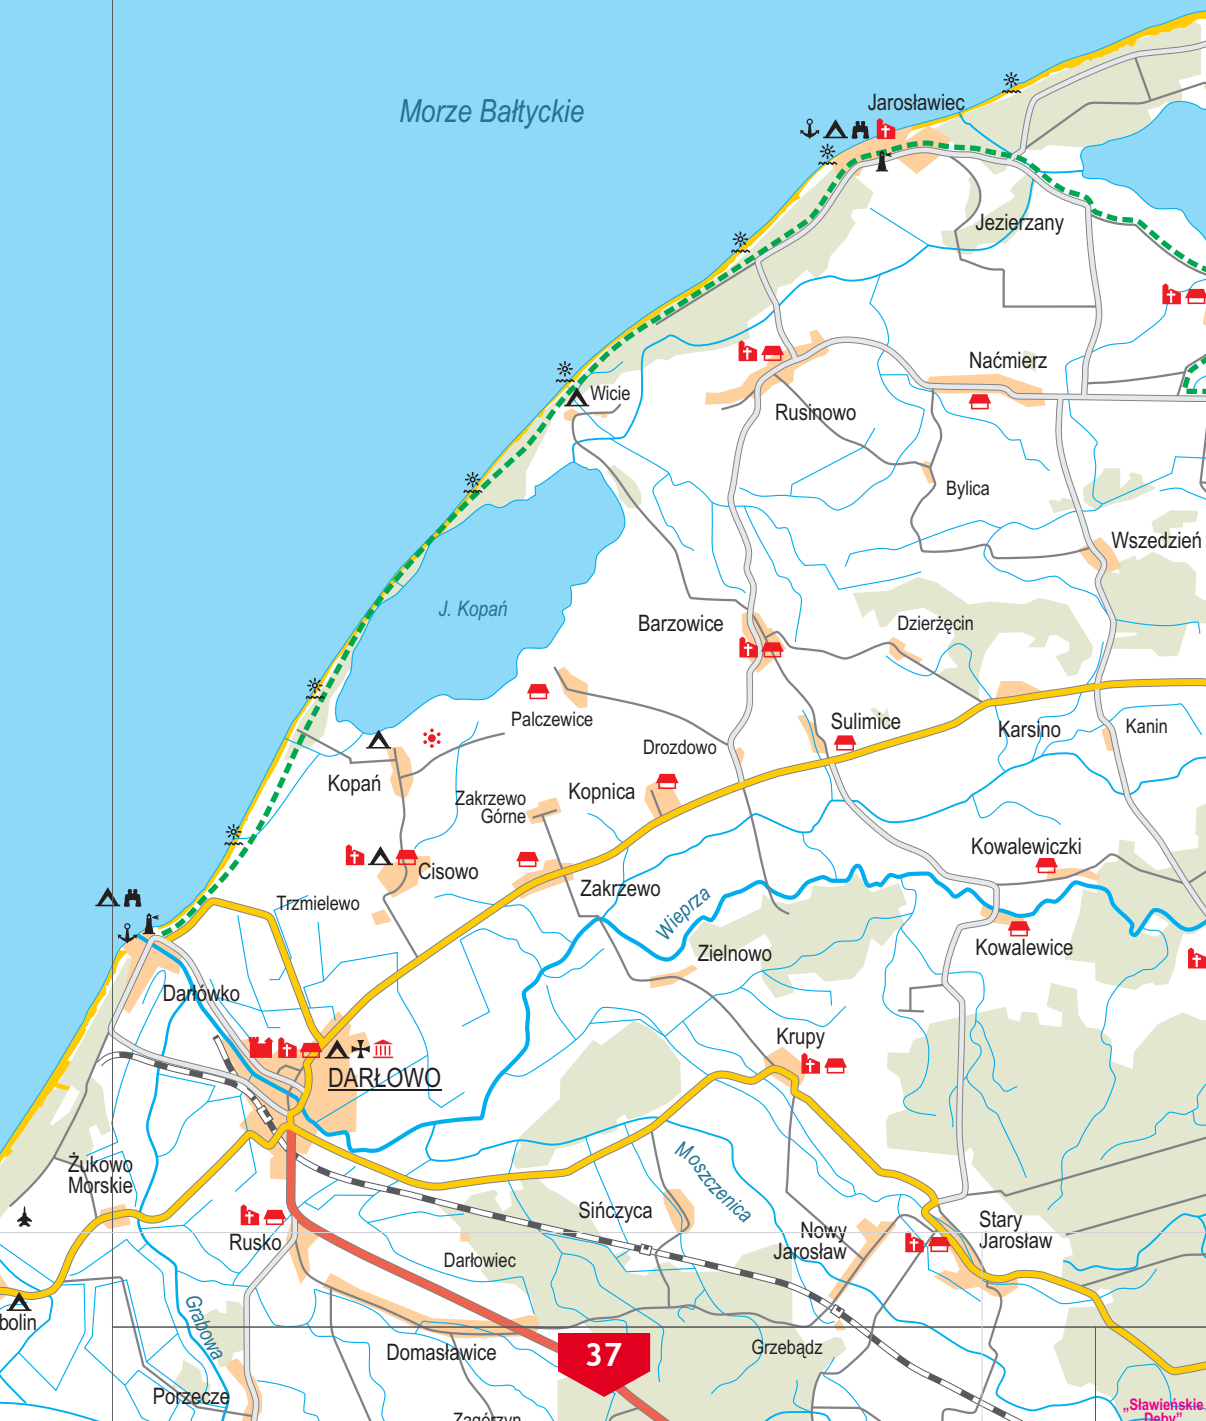 Morze Bałtyckie
Jarosławiec
Jezierzany
Naćmierz
Wicie
Rusinowo
Bylica
Wszedzień
J. Kopań
Barzowice
Dzierżęcin
Palczewice
Sulimice
Karsino
Kanin
Drozdowo
Kopań
Kopnica
Zakrzewo
Górne
Kowalewiczki
Cisowo
Zakrzewo
Trzmielewo
Wieprza
Zielnowo
Kowalewice
Darłówko
Krupy
DARŁOWO
Moszczenica
Żukowo
Morskie
Sińczyca
Stary
Jarosław
Nowy
Jarosław
Rusko
Darłowiec
Grabowa
bolin
Domasławice
37
Grzebądz
Porzecze
Zagórzyn
„Sławieńskie
Dęby”